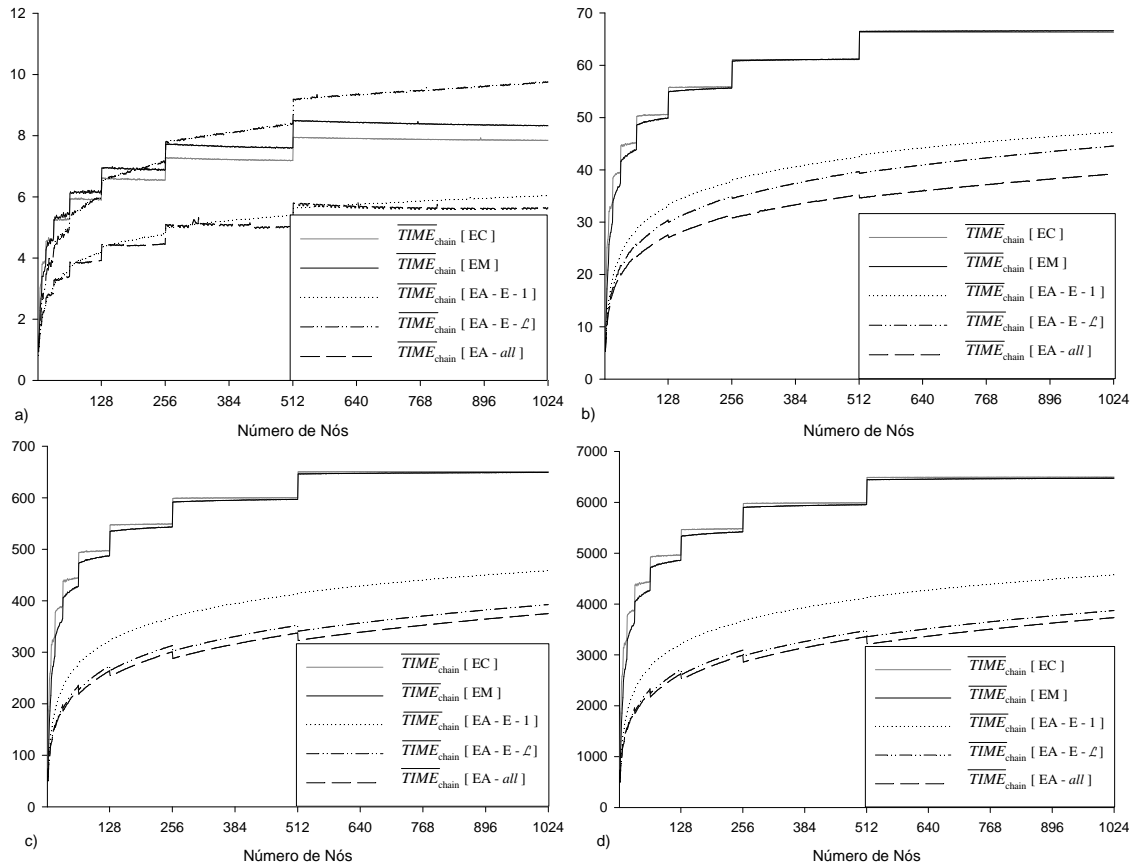 12
10
8
6
4
2
0
128 256 384 512 640 768 896 1024
a)
Número de Nós
TIME chain [ EC ]
TIME chain [ EM ]
TIME chain [ EA - E - 1 ]
TIME chain [ EA - E - ℒ]
TIME chain [ EA - all ]
70
60
50
40
30
20
10
0
128 256 384 512 640 768 896 1024
b)
Número de Nós
TIME chain [ EC ]
TIME chain [ EM ]
TIME chain [ EA - E - 1 ]
TIME chain [ EA - E - ℒ]
TIME chain [ EA - all ]
700
600
500
400
300
200
100
0
128 256 384 512 640 768 896 1024
c)
Número de Nós
TIME chain [ EC ]
TIME chain [ EM ]
TIME chain [ EA - E - 1 ]
TIME chain [ EA - E - ℒ]
TIME chain [ EA - all ]
7000
6000
5000
4000
3000
2000
1000
0
128 256 384 512 640 768 896 1024
d)
Número de Nós
TIME chain [ EC ]
TIME chain [ EM ]
TIME chain [ EA - E - 1 ]
TIME chain [ EA - E - ℒ]
TIME chain [ EA - all ]